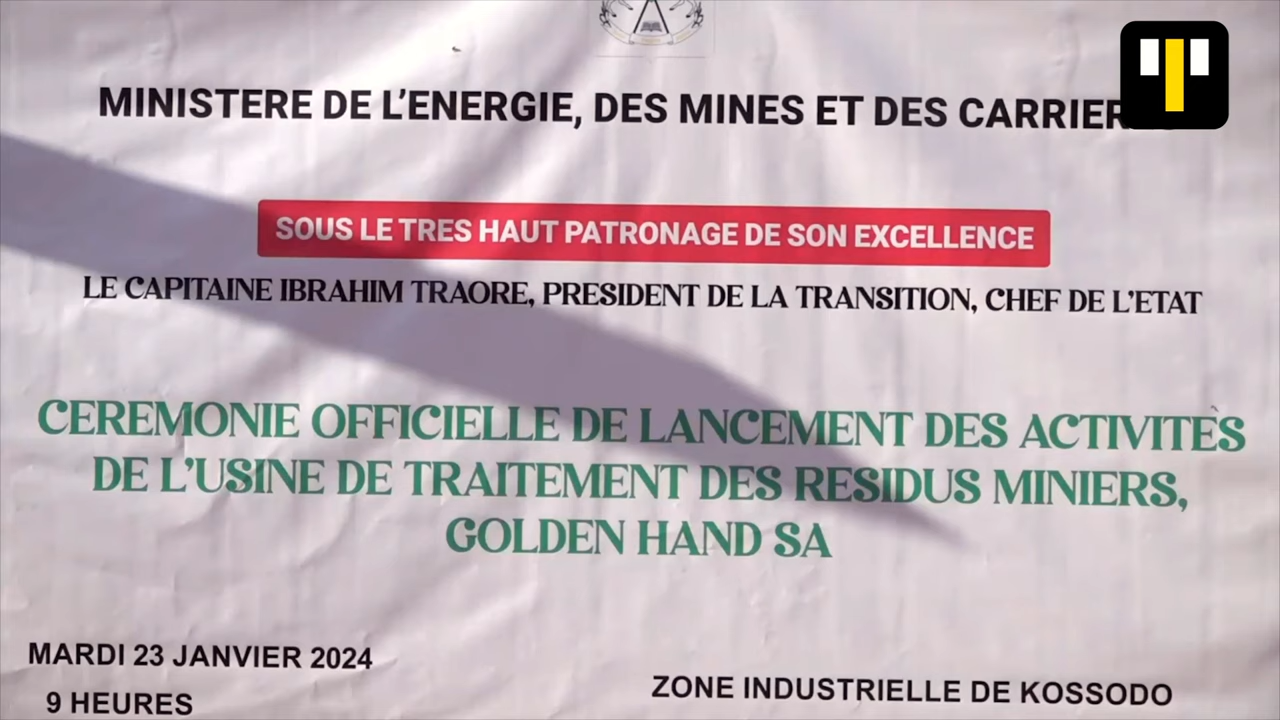 MINISTERE DE L'ENERGIE, DES MINES ET DES
SOUS LE TRES HAUT PATRONAGE DE SON EXCELLENCE
LE CAPITAINE IBRAHIM TRAORE, PRESIDENT DE LA TRANSITION, CHEF DE L'ETAT
CEREMONIE OFFICIELLE DE LANCEMENT DES ACTIVITES
DE L'USINE DE TRAITEMENT DES RESIDUS MINIERS,
GOLDEN HAND SA
MARDI 23 JANVIER 2024
9 HEURES
ZONE INDUSTRIELLE DE KOSSODO